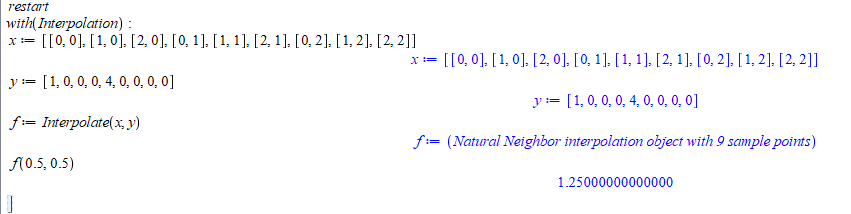 restart
with(Interpolation) :
x := [[0, 0], [1, 0], [2, 0], [0, 1], [1, 1], [2, 1], [0, 2], [1, 2], [2, 2]]
x := [[0, 0], [1, 0], [2, 0], [0, 1], [1, 1], [2, 1], [0, 2], [1, 2], [2, 2]]
y := [1, 0, 0, 0, 4, 0, 0, 0, 0]
y := [1, 0, 0, 0, 4, 0, 0, 0, 0]
f := Interpolate(x, y)
f := (Natural Neighbor interpolation object with 9 sample points)
f(0.5, 0.5)
1.25000000000000